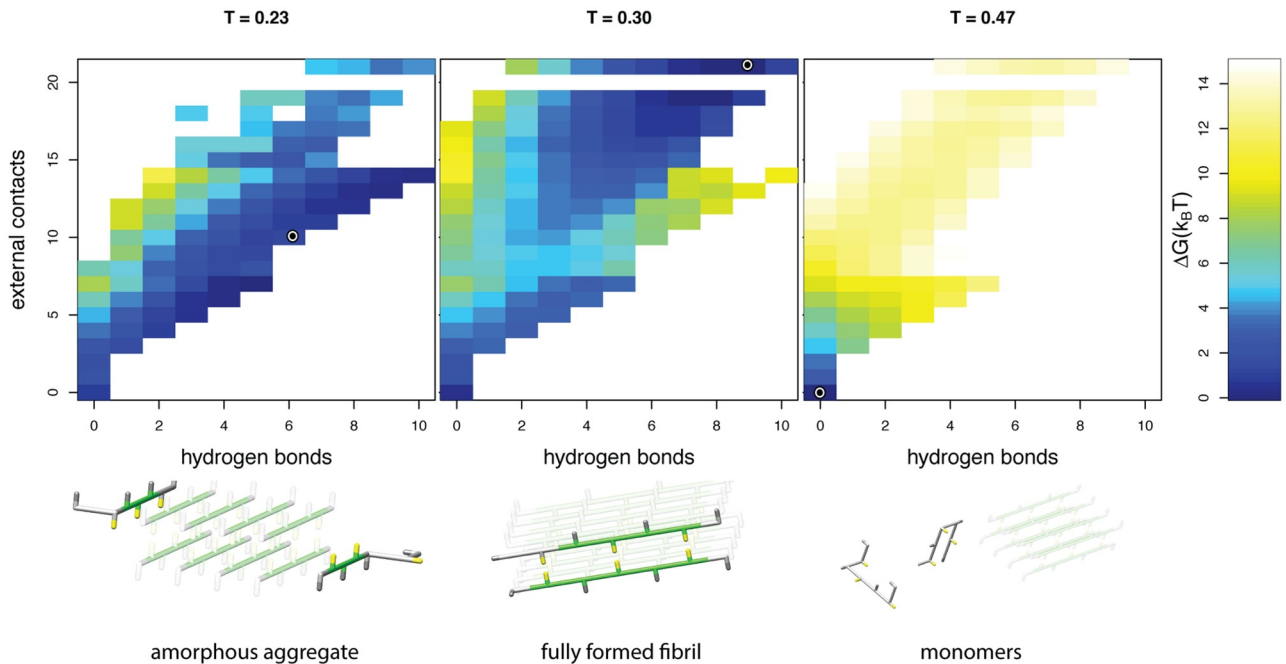 T = 0.23
T = 0.30
T = 0.47
external contacts
20
15
10
5
0
0 2 4 6 8 10
0 2 4 6 8 10
0 2 4 6 8 10
hydrogen bonds
hydrogen bonds
hydrogen bonds
14
12
10
8
6
4
2
0
ΔG(kBT)
amorphous aggregate
fully formed fibril
monomers